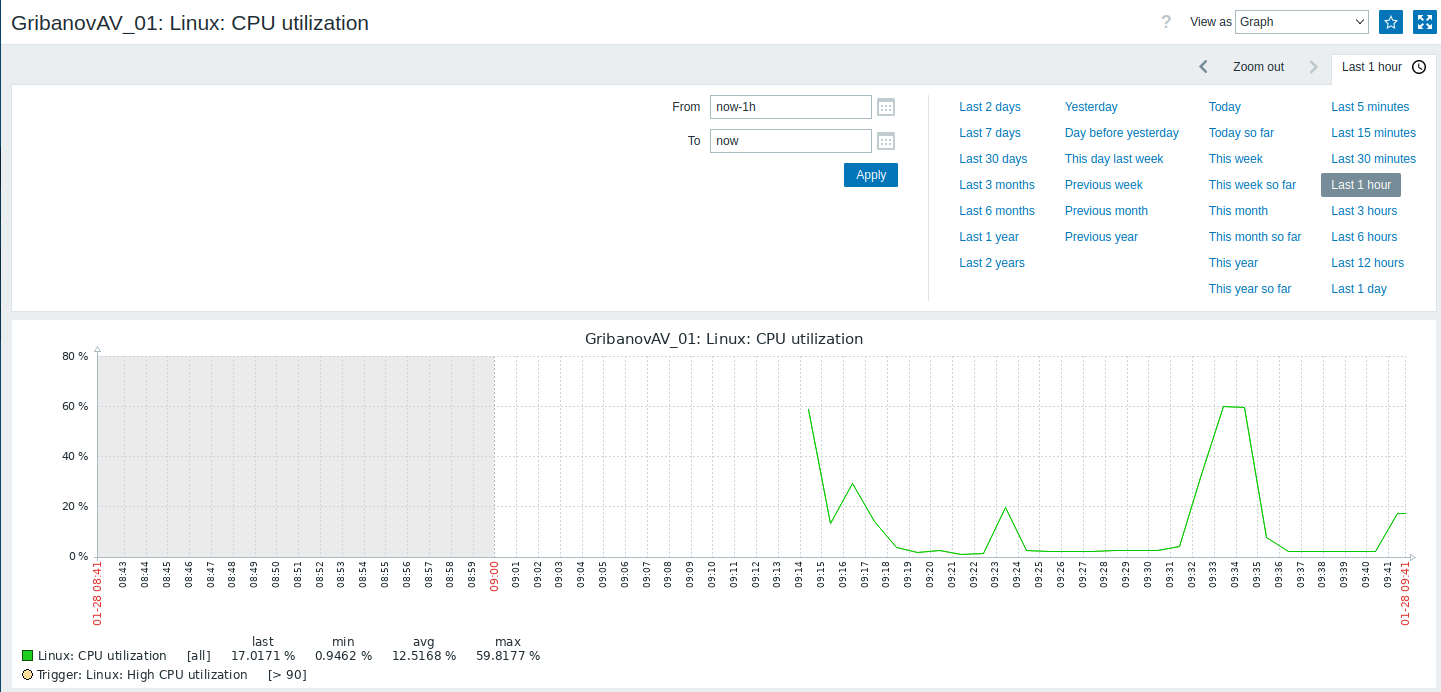 GribanovAV_01: Linux: CPU utilization
? View as Graph
Zoom out Last 1 hour
From now-1h
To now
Apply
Last 2 days Yesterday Today Last 5 minutes
Last 7 days Day before yesterday Today so far Last 15 minutes
Last 30 days This day last week This week Last 30 minutes
Last 3 months Previous week This week so far Last 1 hour
Last 6 months Previous month This month Last 3 hours
Last 1 year Previous year This month so far Last 6 hours
Last 2 years This year Last 12 hours
This year so far Last 1 day
GribanovAV_01: Linux: CPU utilization
80 %
60 %
40 %
20 %
0 %
01-28 08:41 08:43 08:44 08:45 08:46 08:47 08:48 08:49 08:50 08:51 08:52 08:53 08:54 08:55 08:56 08:57 08:58 08:59 09:00 09:01 09:02 09:03 09:04 09:05 09:06 09:07 09:08 09:09 09:10 09:11 09:12 09:13 09:14 09:15 09:16 09:17 09:18 09:19 09:20 09:21 09:22 09:23 09:24 09:25 09:26 09:27 09:28 09:29 09:30 09:31 09:32 09:33 09:34 09:35 09:36 09:37 09:38 09:39 09:40 09:41 01-28 09:41
last min avg max
Linux: CPU utilization [all] 17.0171 % 0.9462 % 12.5168 % 59.8177 %
Trigger: Linux: High CPU utilization [> 90]